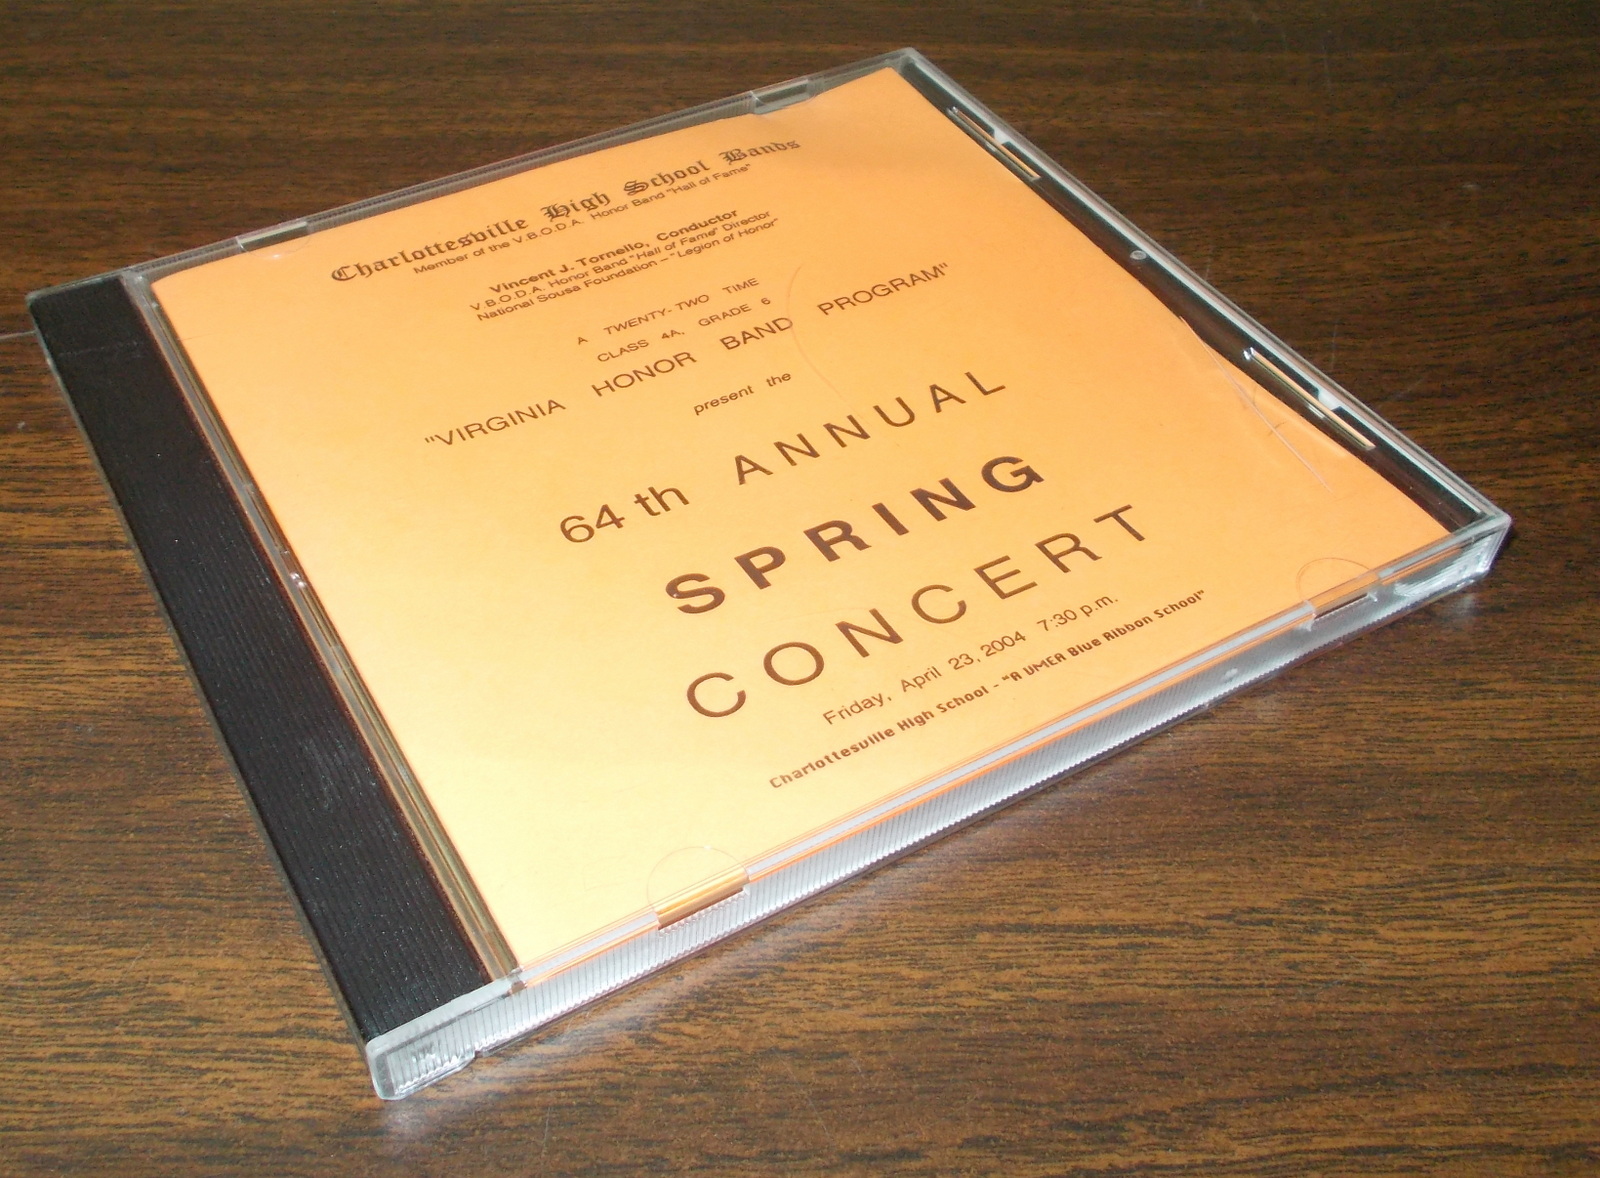 Charlottesville High School Bands
Member of the V.B.O.D.A. Honor Band "Hall of Fame"
Vincent J. Tornello, Conductor
V.B.O.D.A. Honor Band "Hall of Fame" Director
National Sousa Foundation – "Legion of Honor"
A TWENTY-TWO TIME
CLASS 4A, GRADE 6
"VIRGINIA HONOR BAND PROGRAM"
present the
64th ANNUAL
SPRING
CONCERT
Friday, April 23, 2004 7:30 p.m.
Charlottesville High School - "A VMEA Blue Ribbon School"